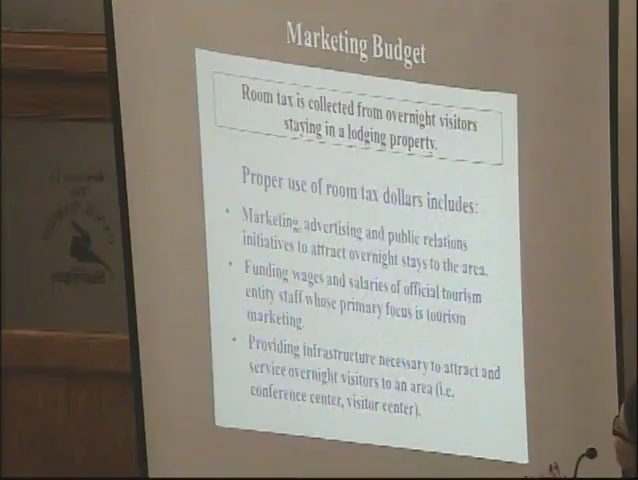 Marketing Budget
Room tax is collected from overnight visitors
staying in a lodging property.
Proper use of room tax dollars includes:
• Marketing, advertising and public relations
initiatives to attract overnight stays to the area.
• Funding wages and salaries of official tourism
entity staff whose primary focus is tourism
marketing.
• Providing infrastructure necessary to attract and
service overnight visitors to an area (i.e.
conference center, visitor center).